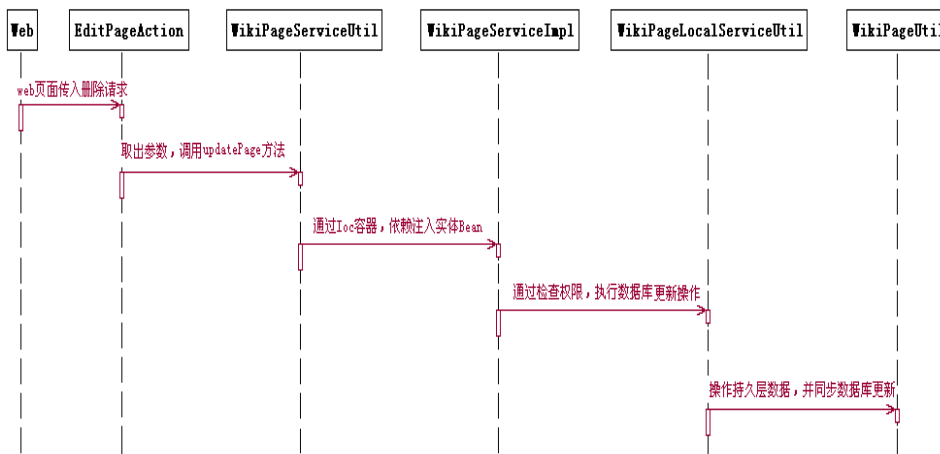 Web
EditPageAction
WikiPageServiceUtil
WikiPageServiceImpl
WikiPageLocalServiceUtil
WikiPageUtil
web页面传入删除请求
取出参数，调用updatePage方法
通过Ioc容器，依赖注入实体Bean
通过检查权限，执行数据库更新操作
操作持久层数据，并同步数据库更新